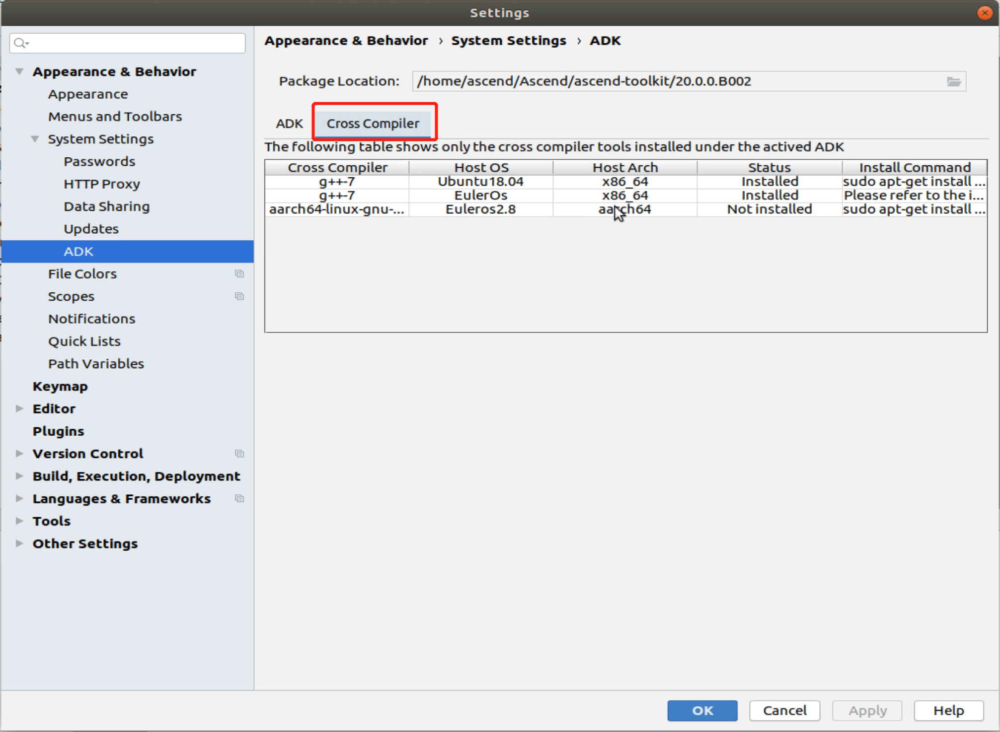 Settings
Appearance & Behavior
Appearance
Menus and Toolbars
System Settings
Passwords
HTTP Proxy
Data Sharing
Updates
ADK
File Colors
Scopes
Notifications
Quick Lists
Path Variables
Keymap
Editor
Plugins
Version Control
Build, Execution, Deployment
Languages & Frameworks
Tools
Other Settings
Appearance & Behavior › System Settings › ADK
Package Location: /home/ascend/Ascend/ascend-toolkit/20.0.0.B002
ADK Cross Compiler
The following table shows only the cross compiler tools installed under the actived ADK
Cross Compiler Host OS Host Arch Status Install Command
g++-7 Ubuntu18.04 x86_64 Installed sudo apt-get install ...
g++-7 EulerOs x86_64 Installed Please refer to the i...
aarch64-linux-gnu-... Euleros2.8 aarch64 Not installed sudo apt-get install ...
OK Cancel Apply Help